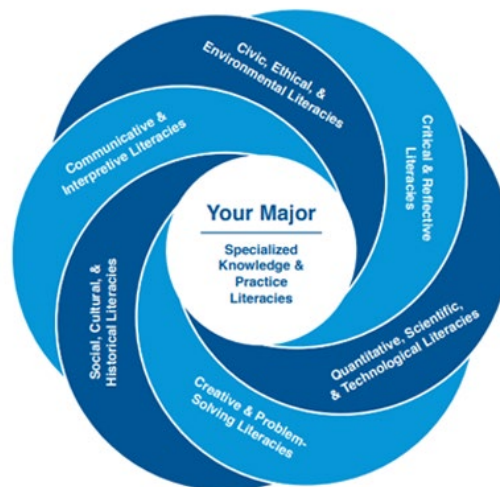 Civic, Ethical, &
Environmental Literacies
Critical & Reflective
Literacies
Quantitative, Scientific,
& Technological Literacies
Creative & Problem-
Solving Literacies
Social, Cultural, &
Historical Literacies
Communicative &
Interpretive Literacies
Your Major
Specialized
Knowledge &
Practice
Literacies